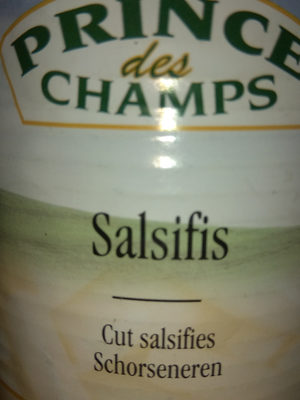 PRINCE
des
CHAMPS
Salsifis
Cut salsifies
Schorseneren